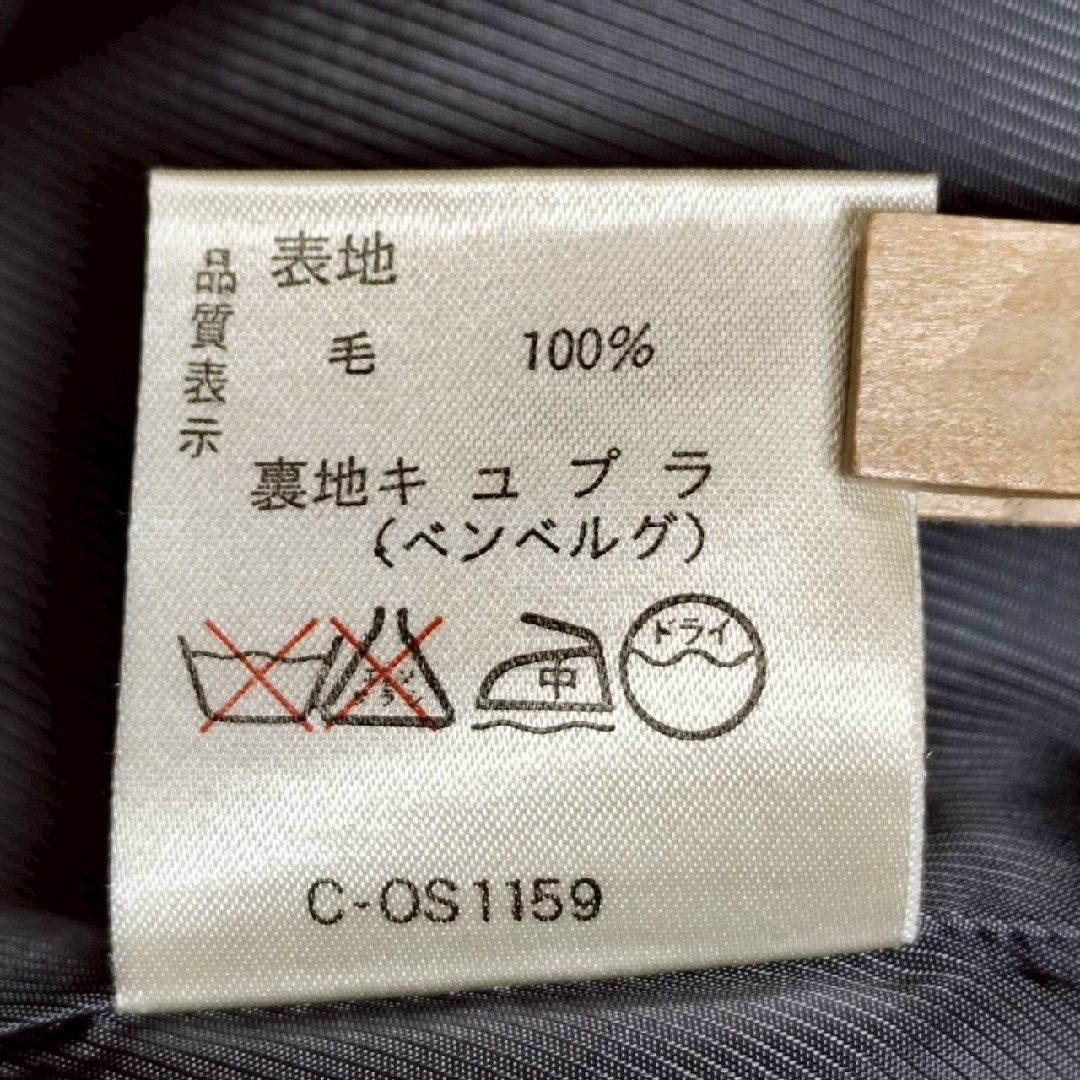 品質表示
表地
毛 100%
裏地キュプラ
(ベンベルグ)
中
ドライ
C-OS1159